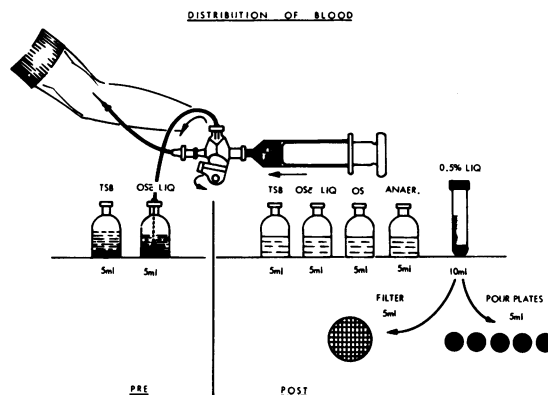 DISTRIBUTION OF BLOOD
TSB OSE LIQ TSB OSE LIQ OS ANAER. 0.5% LIQ
5ml 5ml 5ml 5ml 5ml 5ml 10ml
FILTER
5ml
POUR PLATES
5ml
PRE POST